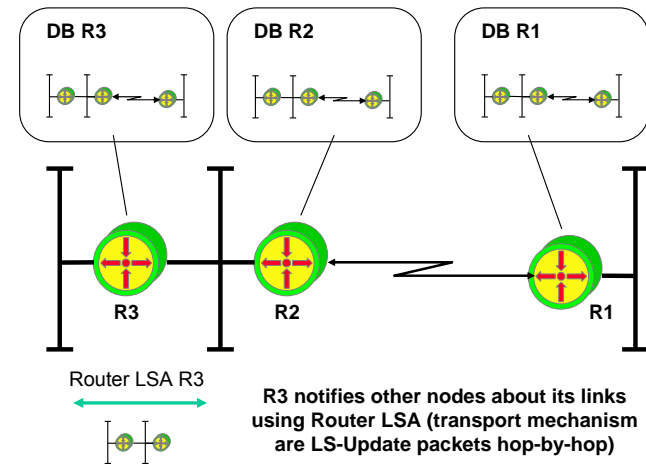 DB R3
DB R2
DB R1
R3
R2
R1
Router LSA R3
R3 notifies other nodes about its links
using Router LSA (transport mechanism
are LS-Update packets hop-by-hop)